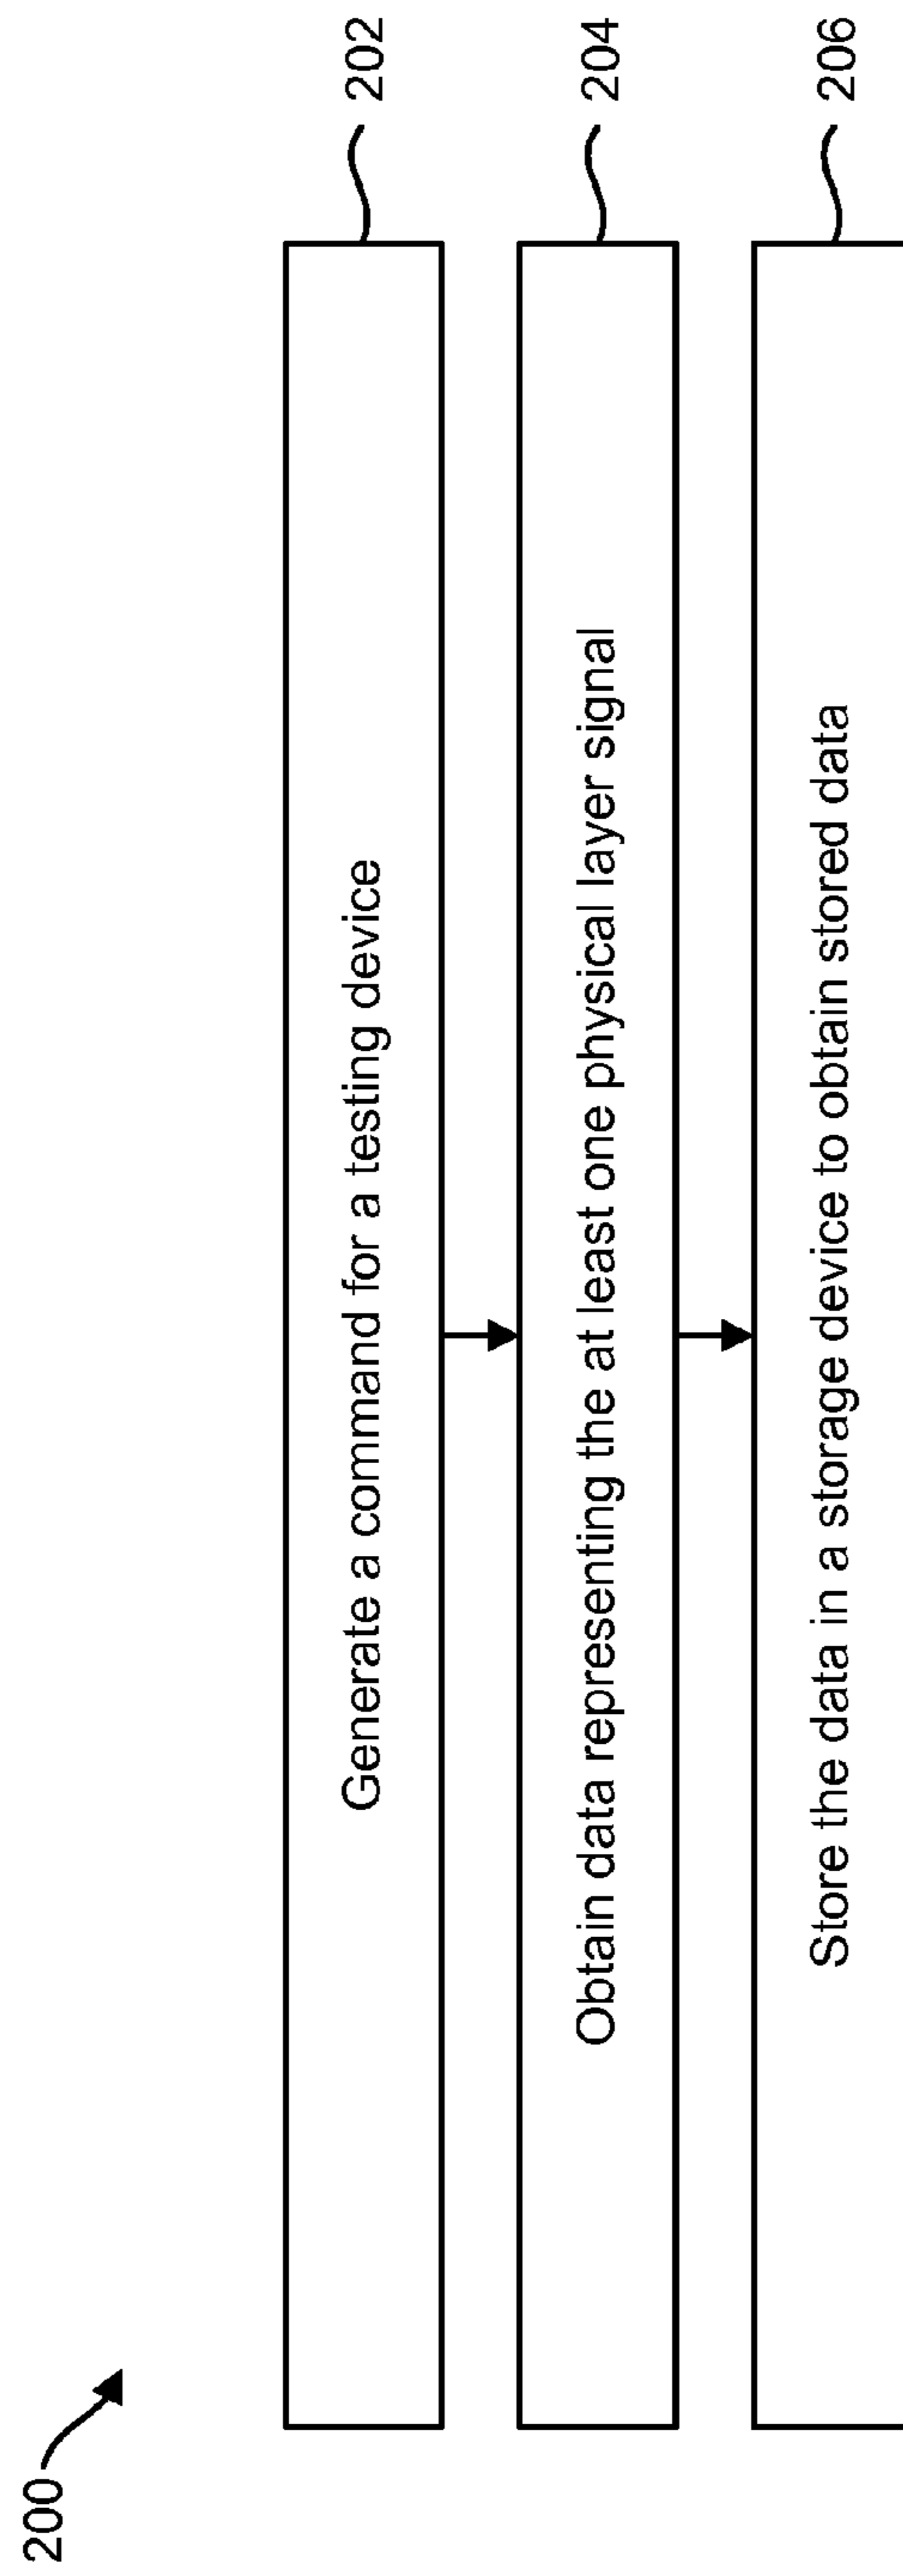 200
Generate a command for a testing device
202
Obtain data representing the at least one physical layer signal
204
Store the data in a storage device to obtain stored data
206